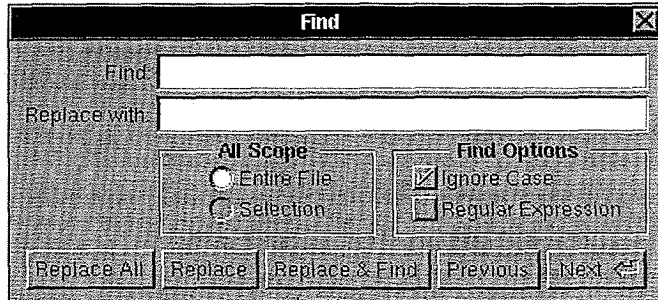 Find
Find:
Replace with:
All Scope
Entire File
Selection
Find Options
Ignore Case
Regular Expression
Replace All
Replace
Replace & Find
Previous
Next